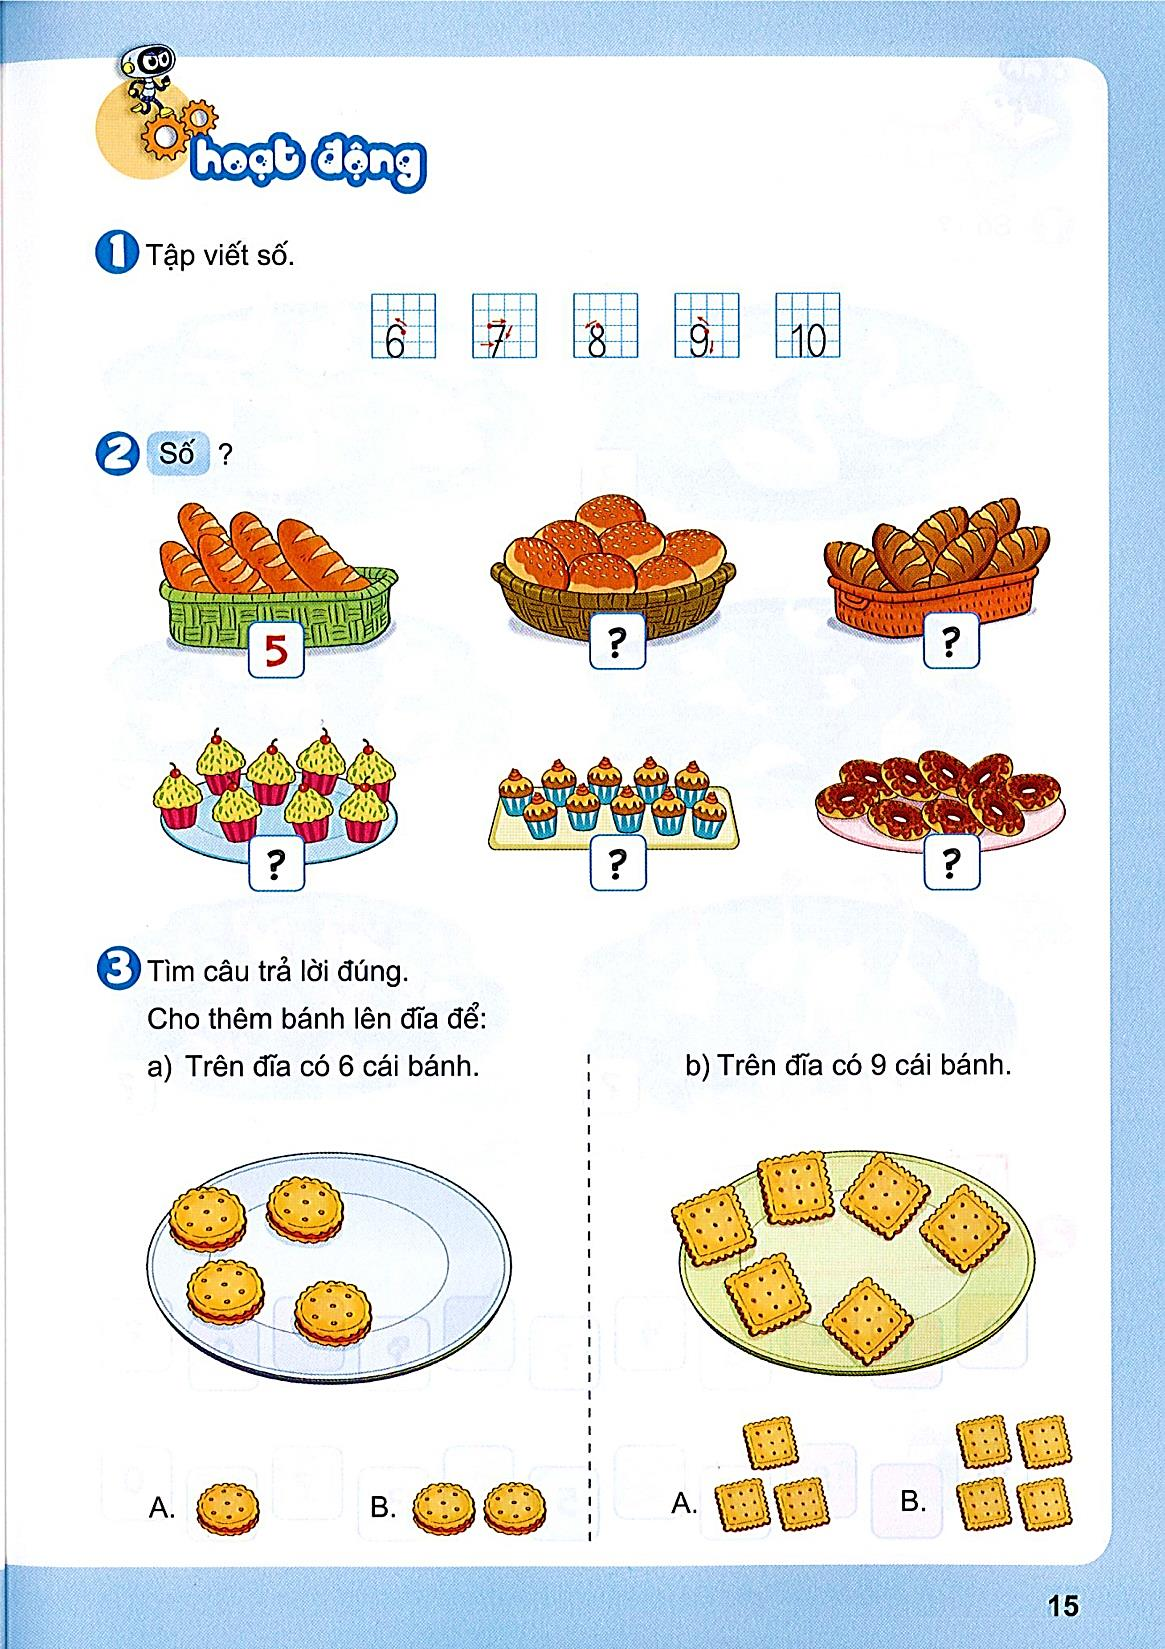 hoạt động
1 Tập viết số.
6 7 8 9 10
2 Số ?
5 ? ?
? ? ?
3 Tìm câu trả lời đúng.
Cho thêm bánh lên đĩa để:
a) Trên đĩa có 6 cái bánh.
b) Trên đĩa có 9 cái bánh.
A. B.
A. B.
15